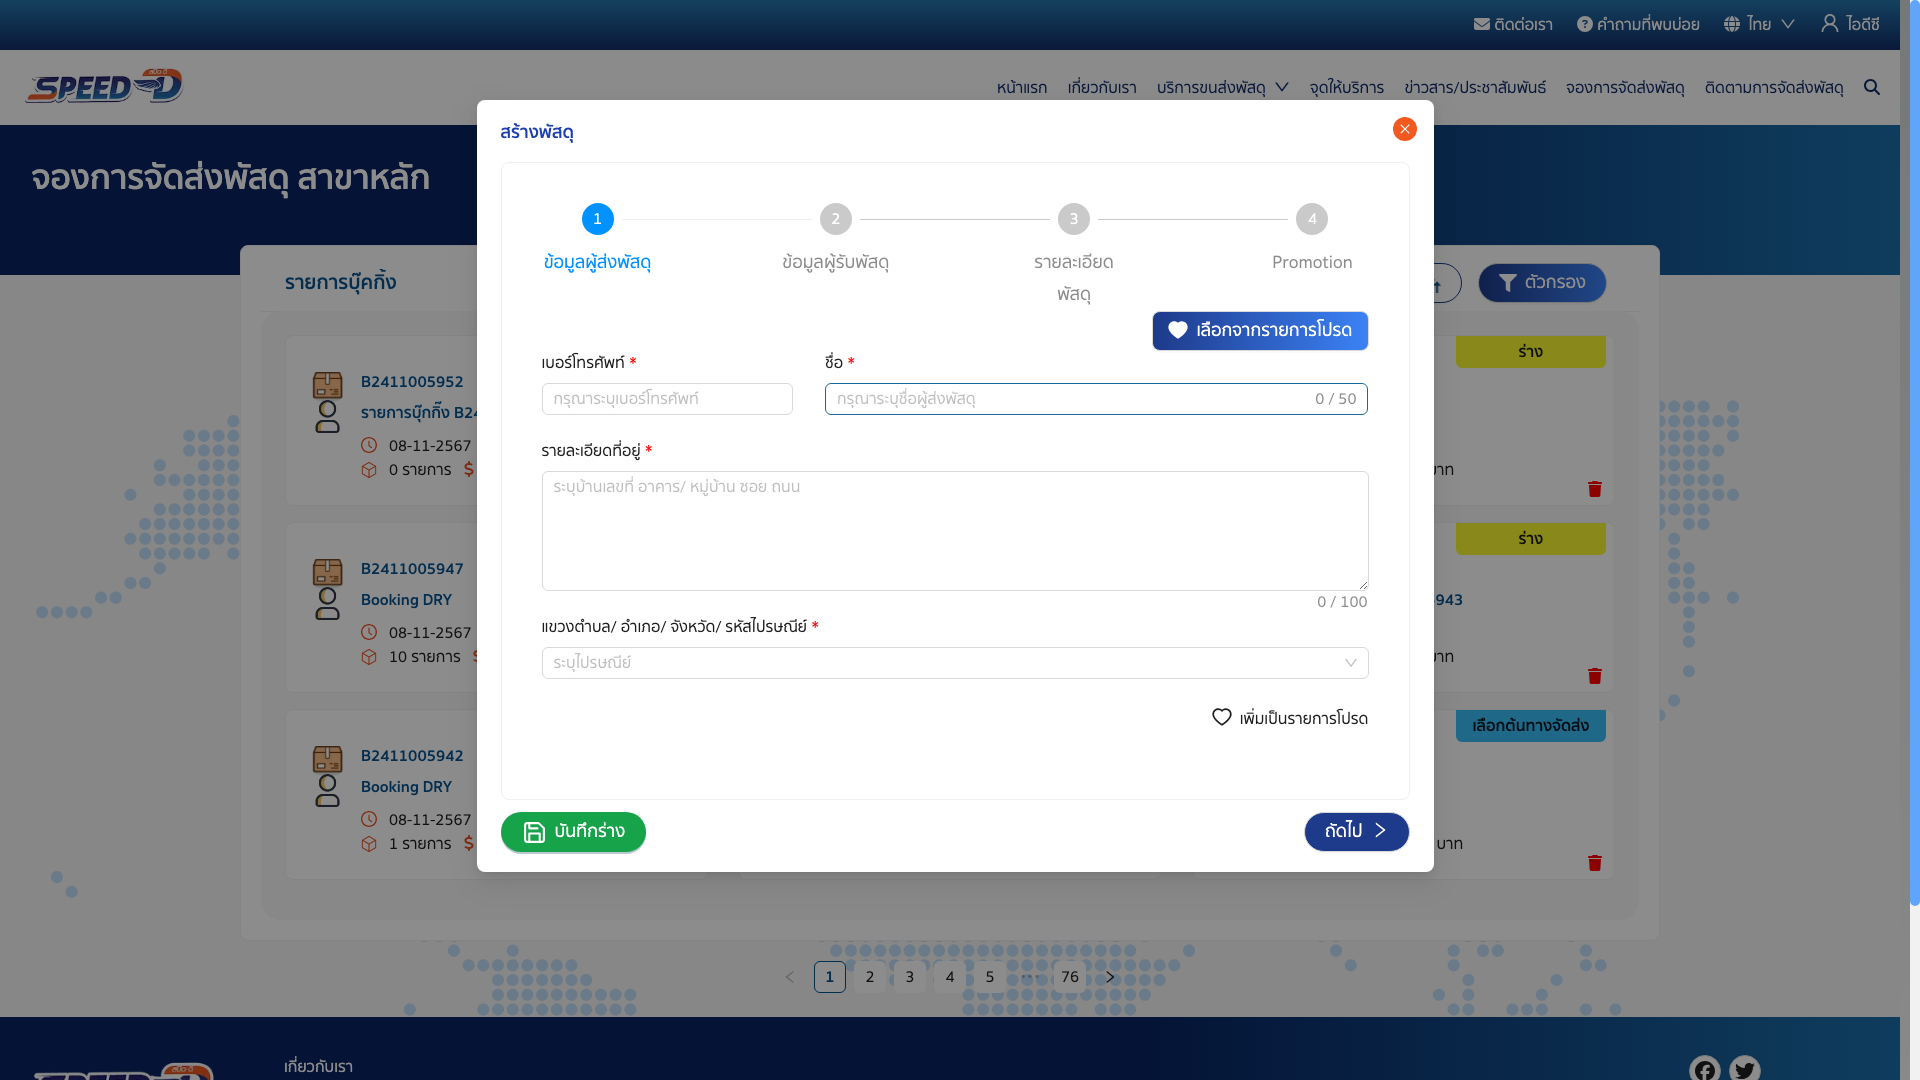 ติดต่อเรา คำถามที่พบบ่อย ไทย ไอดีซี
SPEED-D
หน้าแรก เกี่ยวกับเรา บริการขนส่งพัสดุ จุดให้บริการ ข่าวสาร/ประชาสัมพันธ์ จองการจัดส่งพัสดุ ติดตามการจัดส่งพัสดุ
จองการจัดส่งพัสดุ สาขาหลัก
สร้างพัสดุ
1 2 3 4
ข้อมูลผู้ส่งพัสดุ ข้อมูลผู้รับพัสดุ รายละเอียด Promotion
พัสดุ
เลือกจากรายการโปรด
เบอร์โทรศัพท์ * ชื่อ *
กรุณาระบุเบอร์โทรศัพท์ กรุณาระบุชื่อผู้ส่งพัสดุ 0 / 50
รายละเอียดที่อยู่ *
ระบุบ้านเลขที่ อาคาร/ หมู่บ้าน ซอย ถนน
0 / 100
แขวงตำบล/ อำเภอ/ จังหวัด/ รหัสไปรษณีย์ *
ระบุไปรษณีย์
เพิ่มเป็นรายการโปรด
บันทึกร่าง ถัดไป
รายการบุ๊คกิ้ง ตัวกรอง
B2411005952 ร่าง
รายการบุ๊กกิ๊ง B24
08-11-2567
0 รายการ $ บาท
B2411005947 ร่าง
Booking DRY 943
08-11-2567
10 รายการ บาท
B2411005942 เลือกต้นทางจัดส่ง
Booking DRY
08-11-2567
1 รายการ $ บาท
1 2 3 4 5 ••• 76
เกี่ยวกับเรา